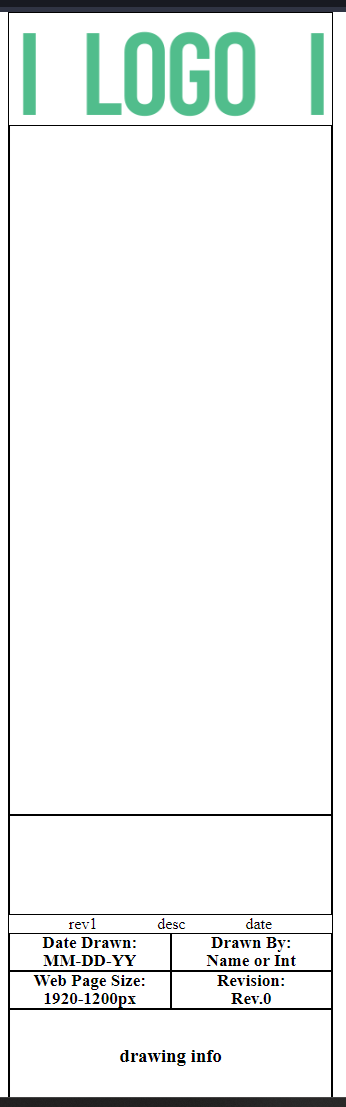 | LOGO |
rev1 desc date
Date Drawn: Drawn By:
MM-DD-YY Name or Int
Web Page Size: Revision:
1920-1200px Rev.0
drawing info